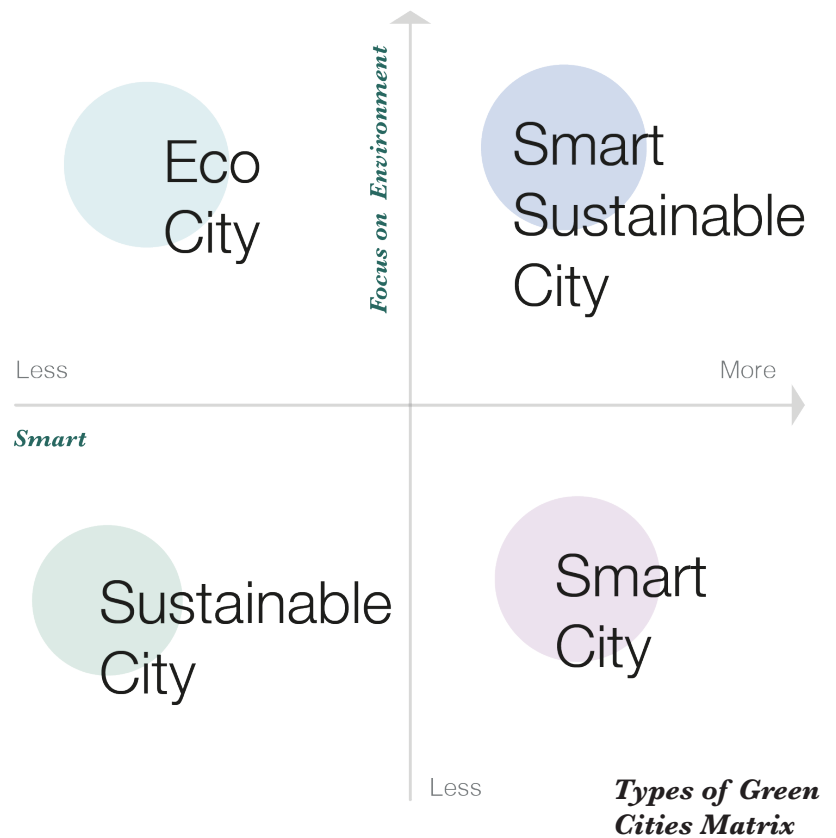 Focus on Environment
Eco
City
Smart
Sustainable
City
Less
More
Smart
Sustainable
City
Smart
City
Less
Types of Green
Cities Matrix